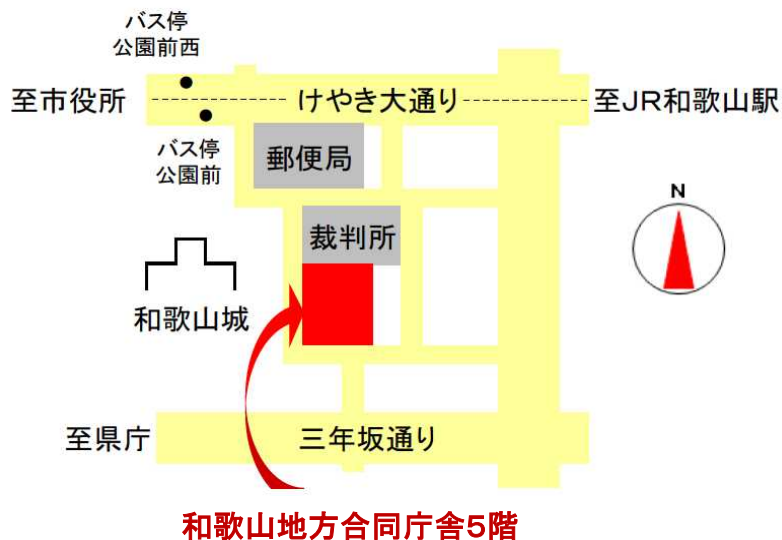 バス停
公園前西
至市役所
けやき大通り
至JR和歌山駅
バス停
公園前
郵便局
N
裁判所
和歌山城
至県庁
三年坂通り
和歌山地方合同庁舎5階